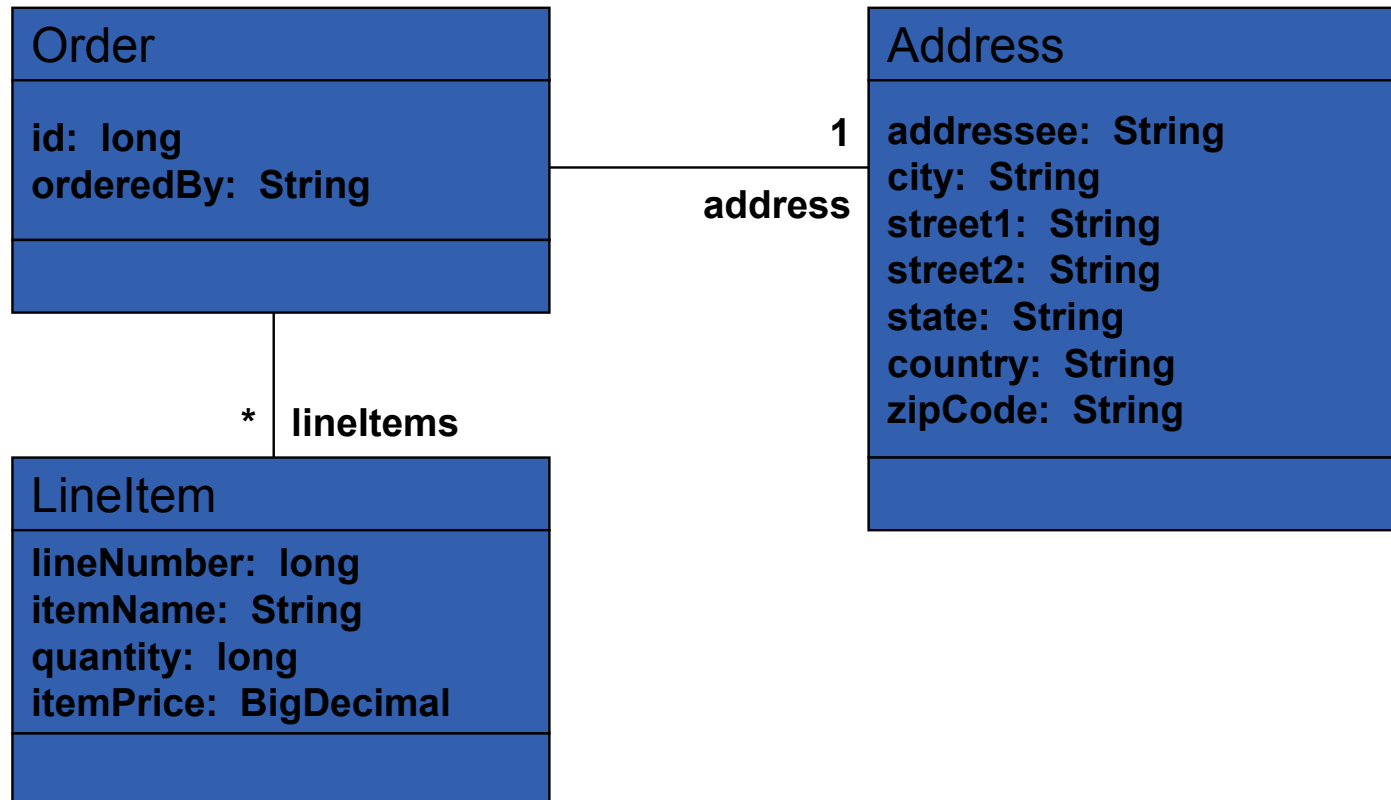 Order
id: long
orderedBy: String
1
address
Address
addressee: String
city: String
street1: String
street2: String
state: String
country: String
zipCode: String
* lineItems
LineItem
lineNumber: long
itemName: String
quantity: long
itemPrice: BigDecimal